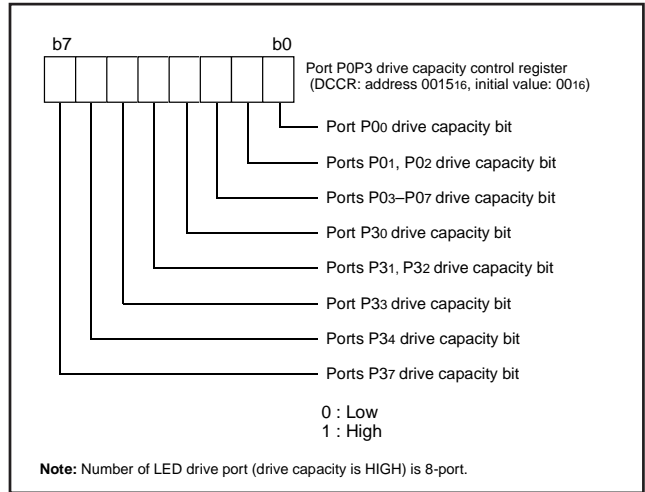 b7 b0
Port P0P3 drive capacity control register
(DCCR: address 001516, initial value: 0016)
Port P00 drive capacity bit
Ports P01, P02 drive capacity bit
Ports P03–P07 drive capacity bit
Port P30 drive capacity bit
Ports P31, P32 drive capacity bit
Port P33 drive capacity bit
Ports P34 drive capacity bit
Ports P37 drive capacity bit
0 : Low
1 : High
Note: Number of LED drive port (drive capacity is HIGH) is 8-port.